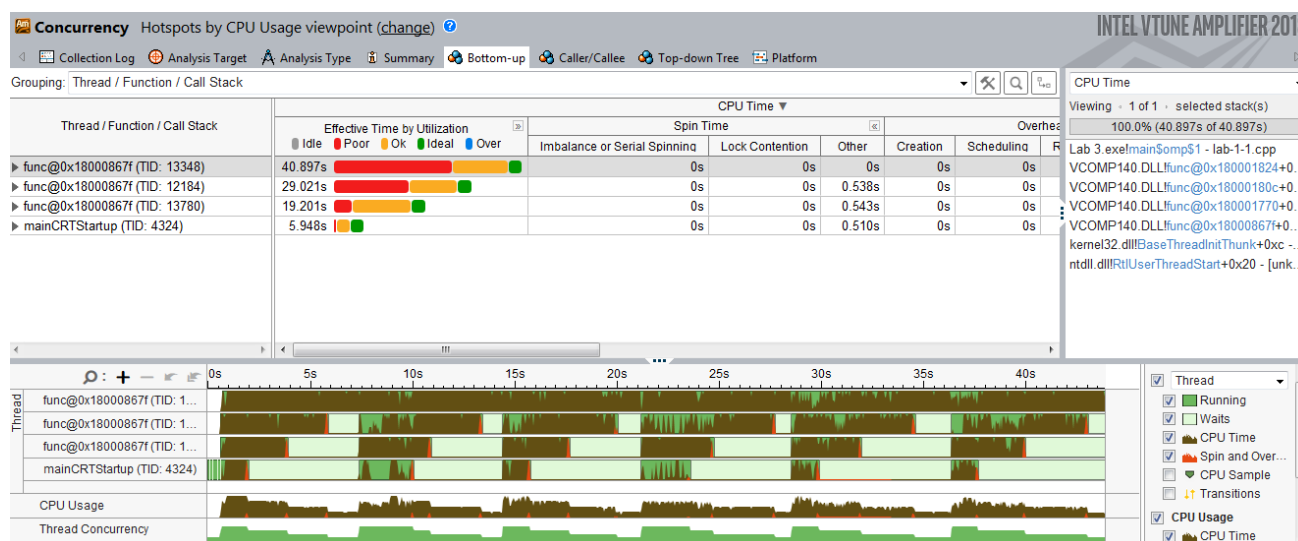 Concurrency Hotspots by CPU Usage viewpoint (change) ?
INTEL VTUNE AMPLIFIER 201
Collection Log Analysis Target Analysis Type Summary Bottom-up Caller/Callee Top-down Tree Platform
Grouping: Thread / Function / Call Stack
CPU Time
Thread / Function / Call Stack
CPU Time
Effective Time by Utilization
Idle Poor Ok Ideal Over
Spin Time
Imbalance or Serial Spinning Lock Contention Other
Overhea
Creation Scheduling R
func@0x18000867f (TID: 13348) 40.897s 0s 0s 0s 0s 0s
func@0x18000867f (TID: 12184) 29.021s 0s 0s 0.538s 0s 0s
func@0x18000867f (TID: 13780) 19.201s 0s 0s 0.543s 0s 0s
mainCRTStartup (TID: 4324) 5.948s 0s 0s 0.510s 0s 0s
Viewing 1 of 1 selected stack(s)
100.0% (40.897s of 40.897s)
Lab 3.exe!main$omp$1 - lab-1-1.cpp
VCOMP140.DLL!func@0x180001824+0..
VCOMP140.DLL!func@0x18000180c+0..
VCOMP140.DLL!func@0x180001770+0..
VCOMP140.DLL!func@0x18000867f+0...
kernel32.dll!BaseThreadInitThunk+0xc -...
ntdll.dll!RtlUserThreadStart+0x20 - [unk...
0s 5s 10s 15s 20s 25s 30s 35s 40s
Thread
func@0x18000867f (TID: 1...
func@0x18000867f (TID: 1...
func@0x18000867f (TID: 1...
mainCRTStartup (TID: 4324)
CPU Usage
Thread Concurrency
Thread
Running
Waits
CPU Time
Spin and Over...
CPU Sample
Transitions
CPU Usage
CPU Time